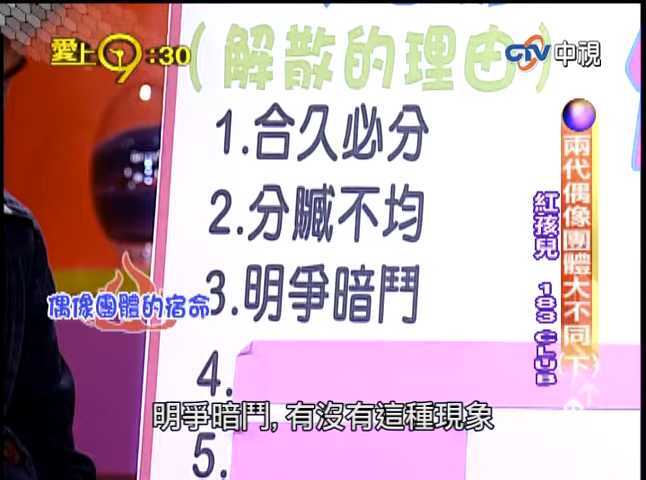 愛上9:30
(解散的理由)
CTV中視
1.合久必分
2.分贓不均
3.明爭暗鬥
4.
5.
偶像團體的宿命
兩代偶像團體大不同(下)
紅孩兒 183 CLUB
明爭暗鬥, 有沒有這種現象